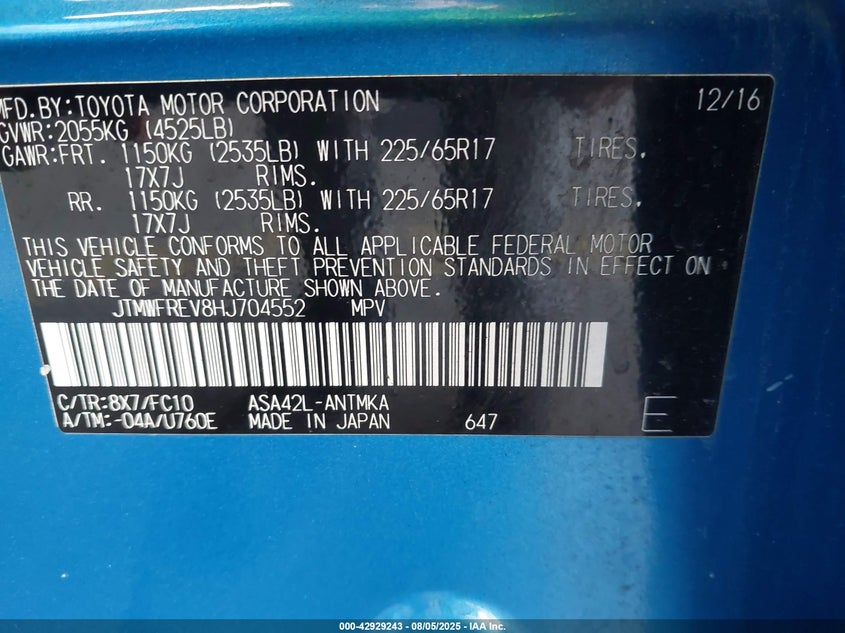 MFD.BY:TOYOTA MOTOR CORPORATION 12/16
GVWR:2055KG (4525LB)
GAWR:FRT. 1150KG (2535LB) WITH 225/65R17 TIRES.
17X7J RIMS.
RR. 1150KG (2535LB) WITH 225/65R17 TIRES.
17X7J RIMS.
THIS VEHICLE CONFORMS TO ALL APPLICABLE FEDERAL MOTOR
VEHICLE SAFETY AND THEFT PREVENTION STANDARDS IN EFFECT ON
THE DATE OF MANUFACTURE SHOWN ABOVE.
JTMWFREV8HJ704552 MPV
C/TR:8X7/FC10 ASA42L-ANTMKA
A/TM:-04A/U760E MADE IN JAPAN 647 E
000-42929243 - 08/05/2025 - IAA Inc.